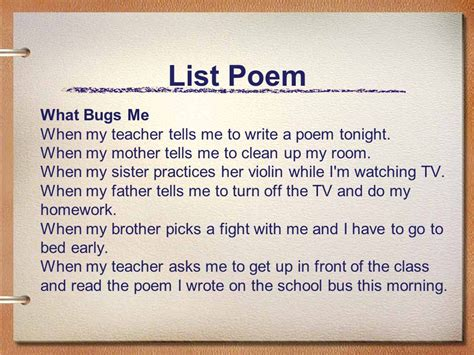 List Poem
What Bugs Me
When my teacher tells me to write a poem tonight.
When my mother tells me to clean up my room.
When my sister practices her violin while I'm watching TV.
When my father tells me to turn off the TV and do my
homework.
When my brother picks a fight with me and I have to go to
bed early.
When my teacher asks me to get up in front of the class
and read the poem I wrote on the school bus this morning.